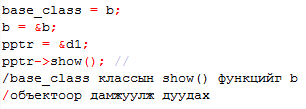 base_class = b;
b = &b;
pptr = &d1;
pptr->show(); //
/base_class классын show() функцийг b
/объектоор дамжуулж дуудах